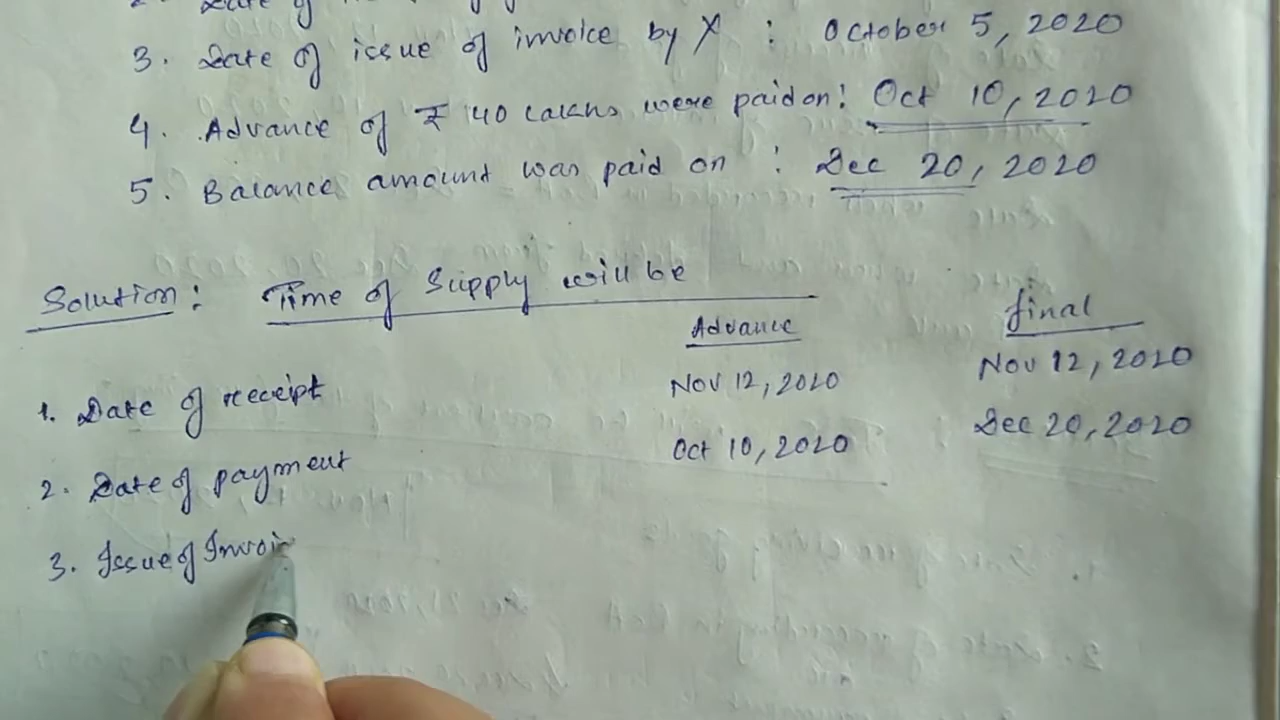 2. Date of
3. Date of issue of invoice by X : October 5, 2020
4. Advance of ₹ 40 Lakhs were paid on: Oct 10, 2020
5. Balance amount was paid on : Dec 20, 2020
Solution: Time of Supply will be
Advance final
1. Date of receipt Nov 12, 2020 Nov 12, 2020
2. Date of payment Oct 10, 2020 Dec 20, 2020
3. Issue of Invoi